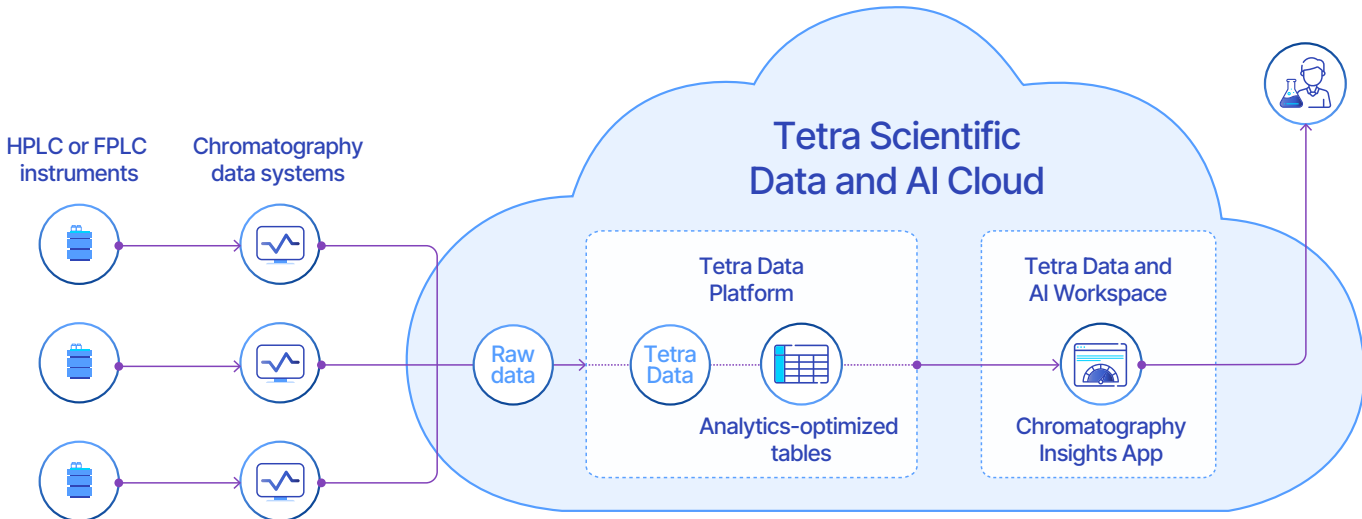 HPLC or FPLC
instruments
Chromatography
data systems
Tetra Scientific
Data and AI Cloud
Raw
data
Tetra Data
Platform
Tetra
Data
Analytics-optimized
tables
Tetra Data and
AI Workspace
Chromatography
Insights App